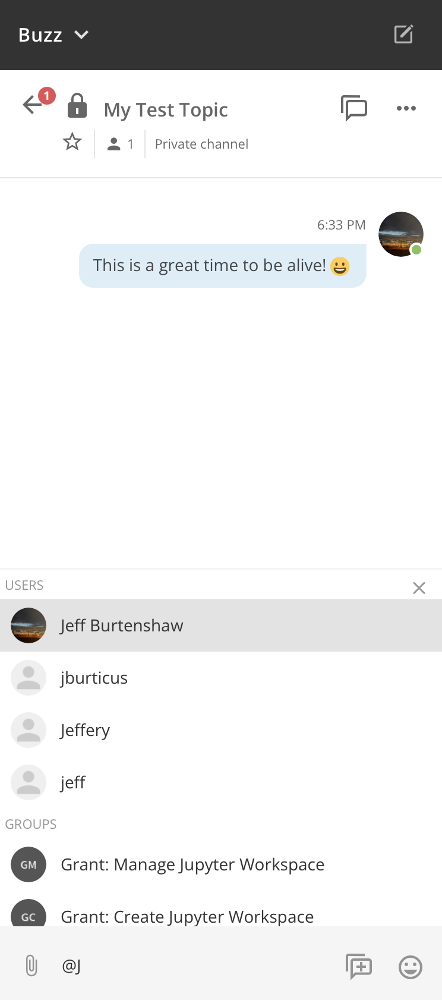 Buzz
1
My Test Topic
1 Private channel
6:33 PM
This is a great time to be alive! 😀
USERS
Jeff Burtenshaw
jburticus
Jeffery
jeff
GROUPS
GM Grant: Manage Jupyter Workspace
GC Grant: Create Jupyter Workspace
@J